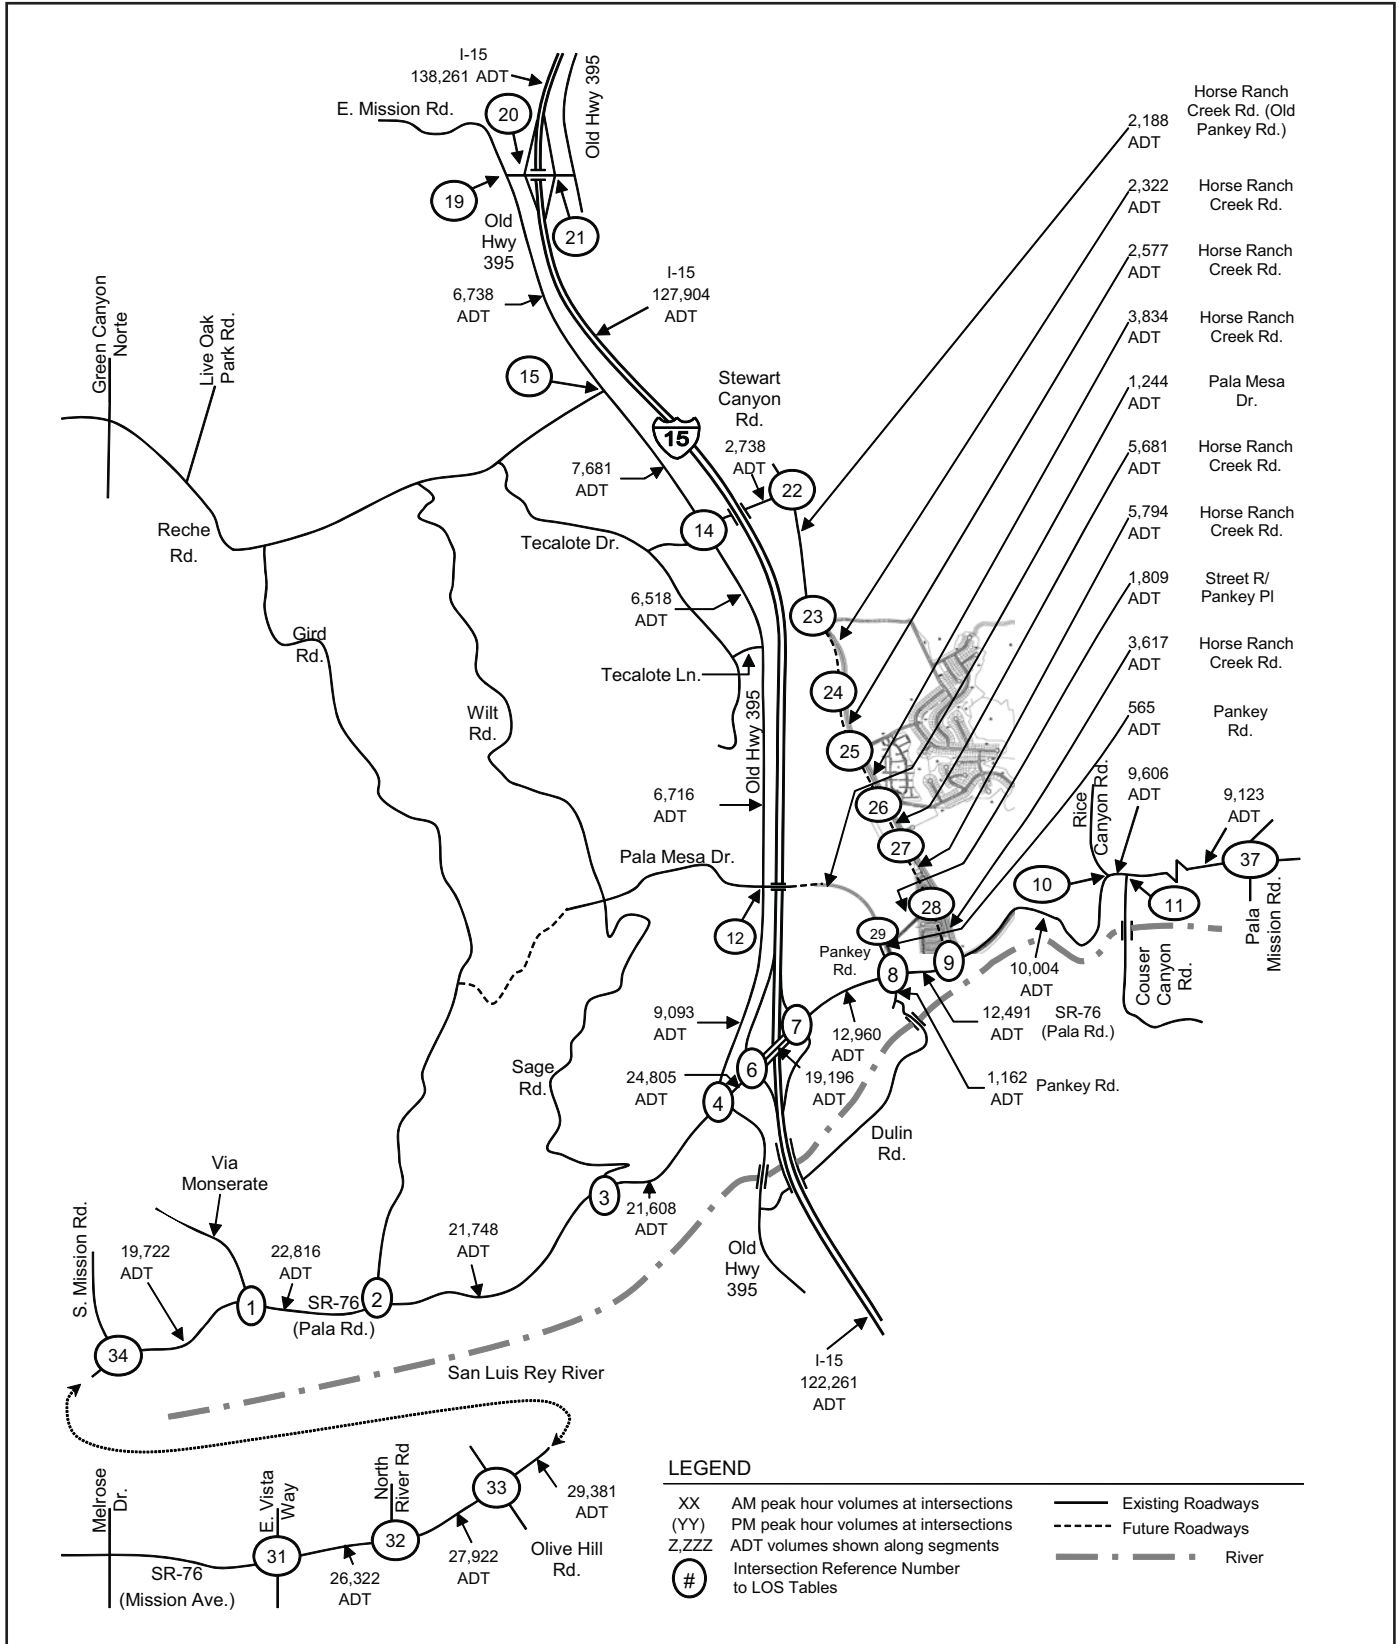 I-15
138,261 ADT
Old Hwy 395
E. Mission Rd.
20
19
21
Old
Hwy
395
6,738
ADT
I-15
127,904
ADT
Green Canyon
Norte
Live Oak
Park Rd.
15
15
Stewart
Canyon
Rd.
2,738
ADT
22
7,681
ADT
14
Reche
Rd.
Tecalote Dr.
6,518
ADT
23
Gird
Rd.
Tecalote Ln.
24
Wilt
Rd.
Old Hwy 395
25
6,716
ADT
26
27
Pala Mesa Dr.
28
12
29
Pankey
Rd.
8
9
2,188
ADT
Horse Ranch
Creek Rd. (Old
Pankey Rd.)
2,322
ADT
Horse Ranch
Creek Rd.
2,577
ADT
Horse Ranch
Creek Rd.
3,834
ADT
Horse Ranch
Creek Rd.
1,244
ADT
Pala Mesa
Dr.
5,681
ADT
Horse Ranch
Creek Rd.
5,794
ADT
Horse Ranch
Creek Rd.
1,809
ADT
Street R/
Pankey Pl
3,617
ADT
Horse Ranch
Creek Rd.
565
ADT
Pankey
Rd.
Rice
Canyon Rd.
9,606
ADT
9,123
ADT
37
10
11
Pala
Mission Rd.
Couser
Canyon
Rd.
10,004
ADT
SR-76
(Pala Rd.)
12,491
ADT
12,960
ADT
1,162
ADT
Pankey Rd.
9,093
ADT
7
6
19,196
ADT
24,805
ADT
4
Sage
Rd.
Dulin
Rd.
3
21,608
ADT
Via
Monserate
S. Mission Rd.
19,722
ADT
22,816
ADT
21,748
ADT
1
SR-76
(Pala Rd.)
2
34
Old
Hwy
395
San Luis Rey River
I-15
122,261
ADT
Melrose
Dr.
E. Vista
Way
North
River Rd
33
29,381
ADT
31
32
SR-76
(Mission Ave.)
26,322
ADT
27,922
ADT
Olive Hill
Rd.
LEGEND
XX AM peak hour volumes at intersections
(YY) PM peak hour volumes at intersections
Z,ZZZ ADT volumes shown along segments
# Intersection Reference Number
to LOS Tables
Existing Roadways
Future Roadways
River